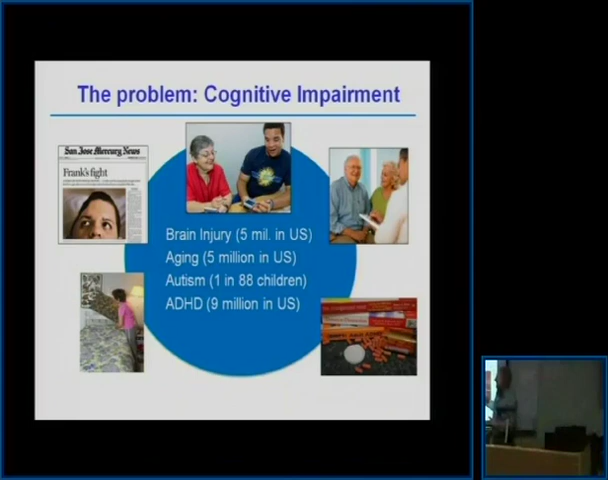 The problem: Cognitive Impairment
San Jose Mercury News
Frank's fight
Brain Injury (5 mil. in US)
Aging (5 million in US)
Autism (1 in 88 children)
ADHD (9 million in US)